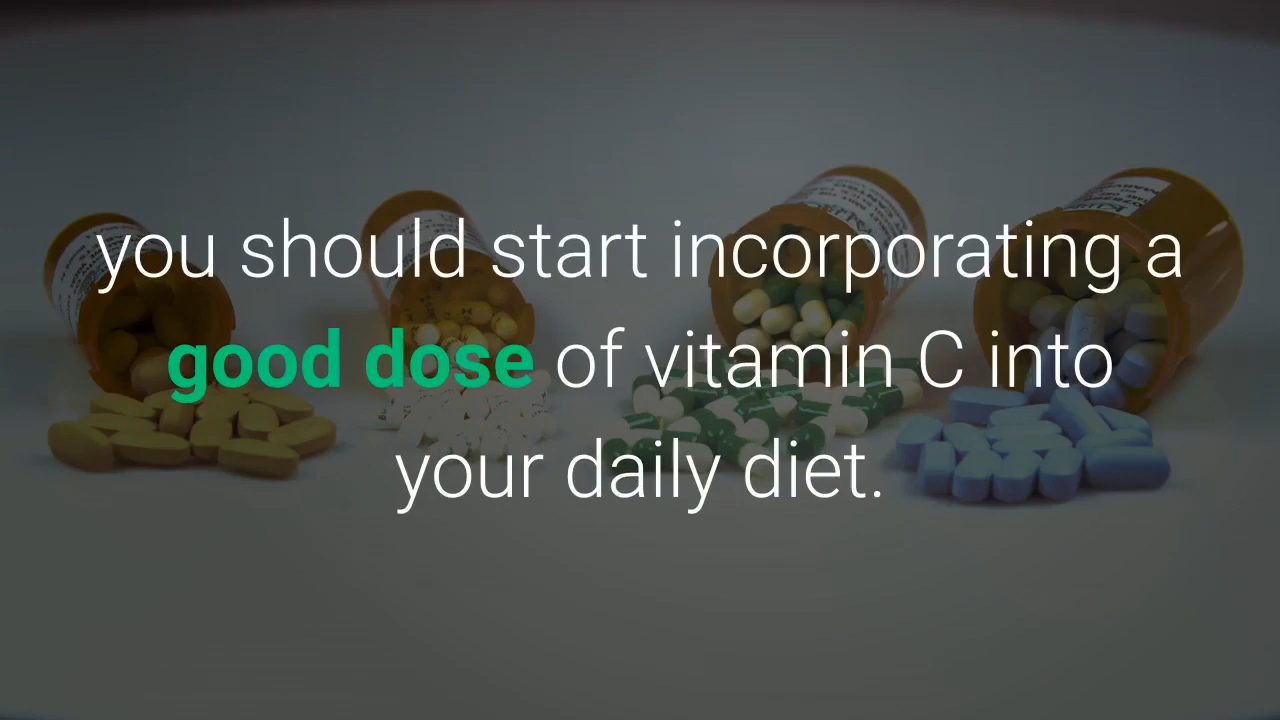 you should start incorporating a
good dose of vitamin C into
your daily diet.